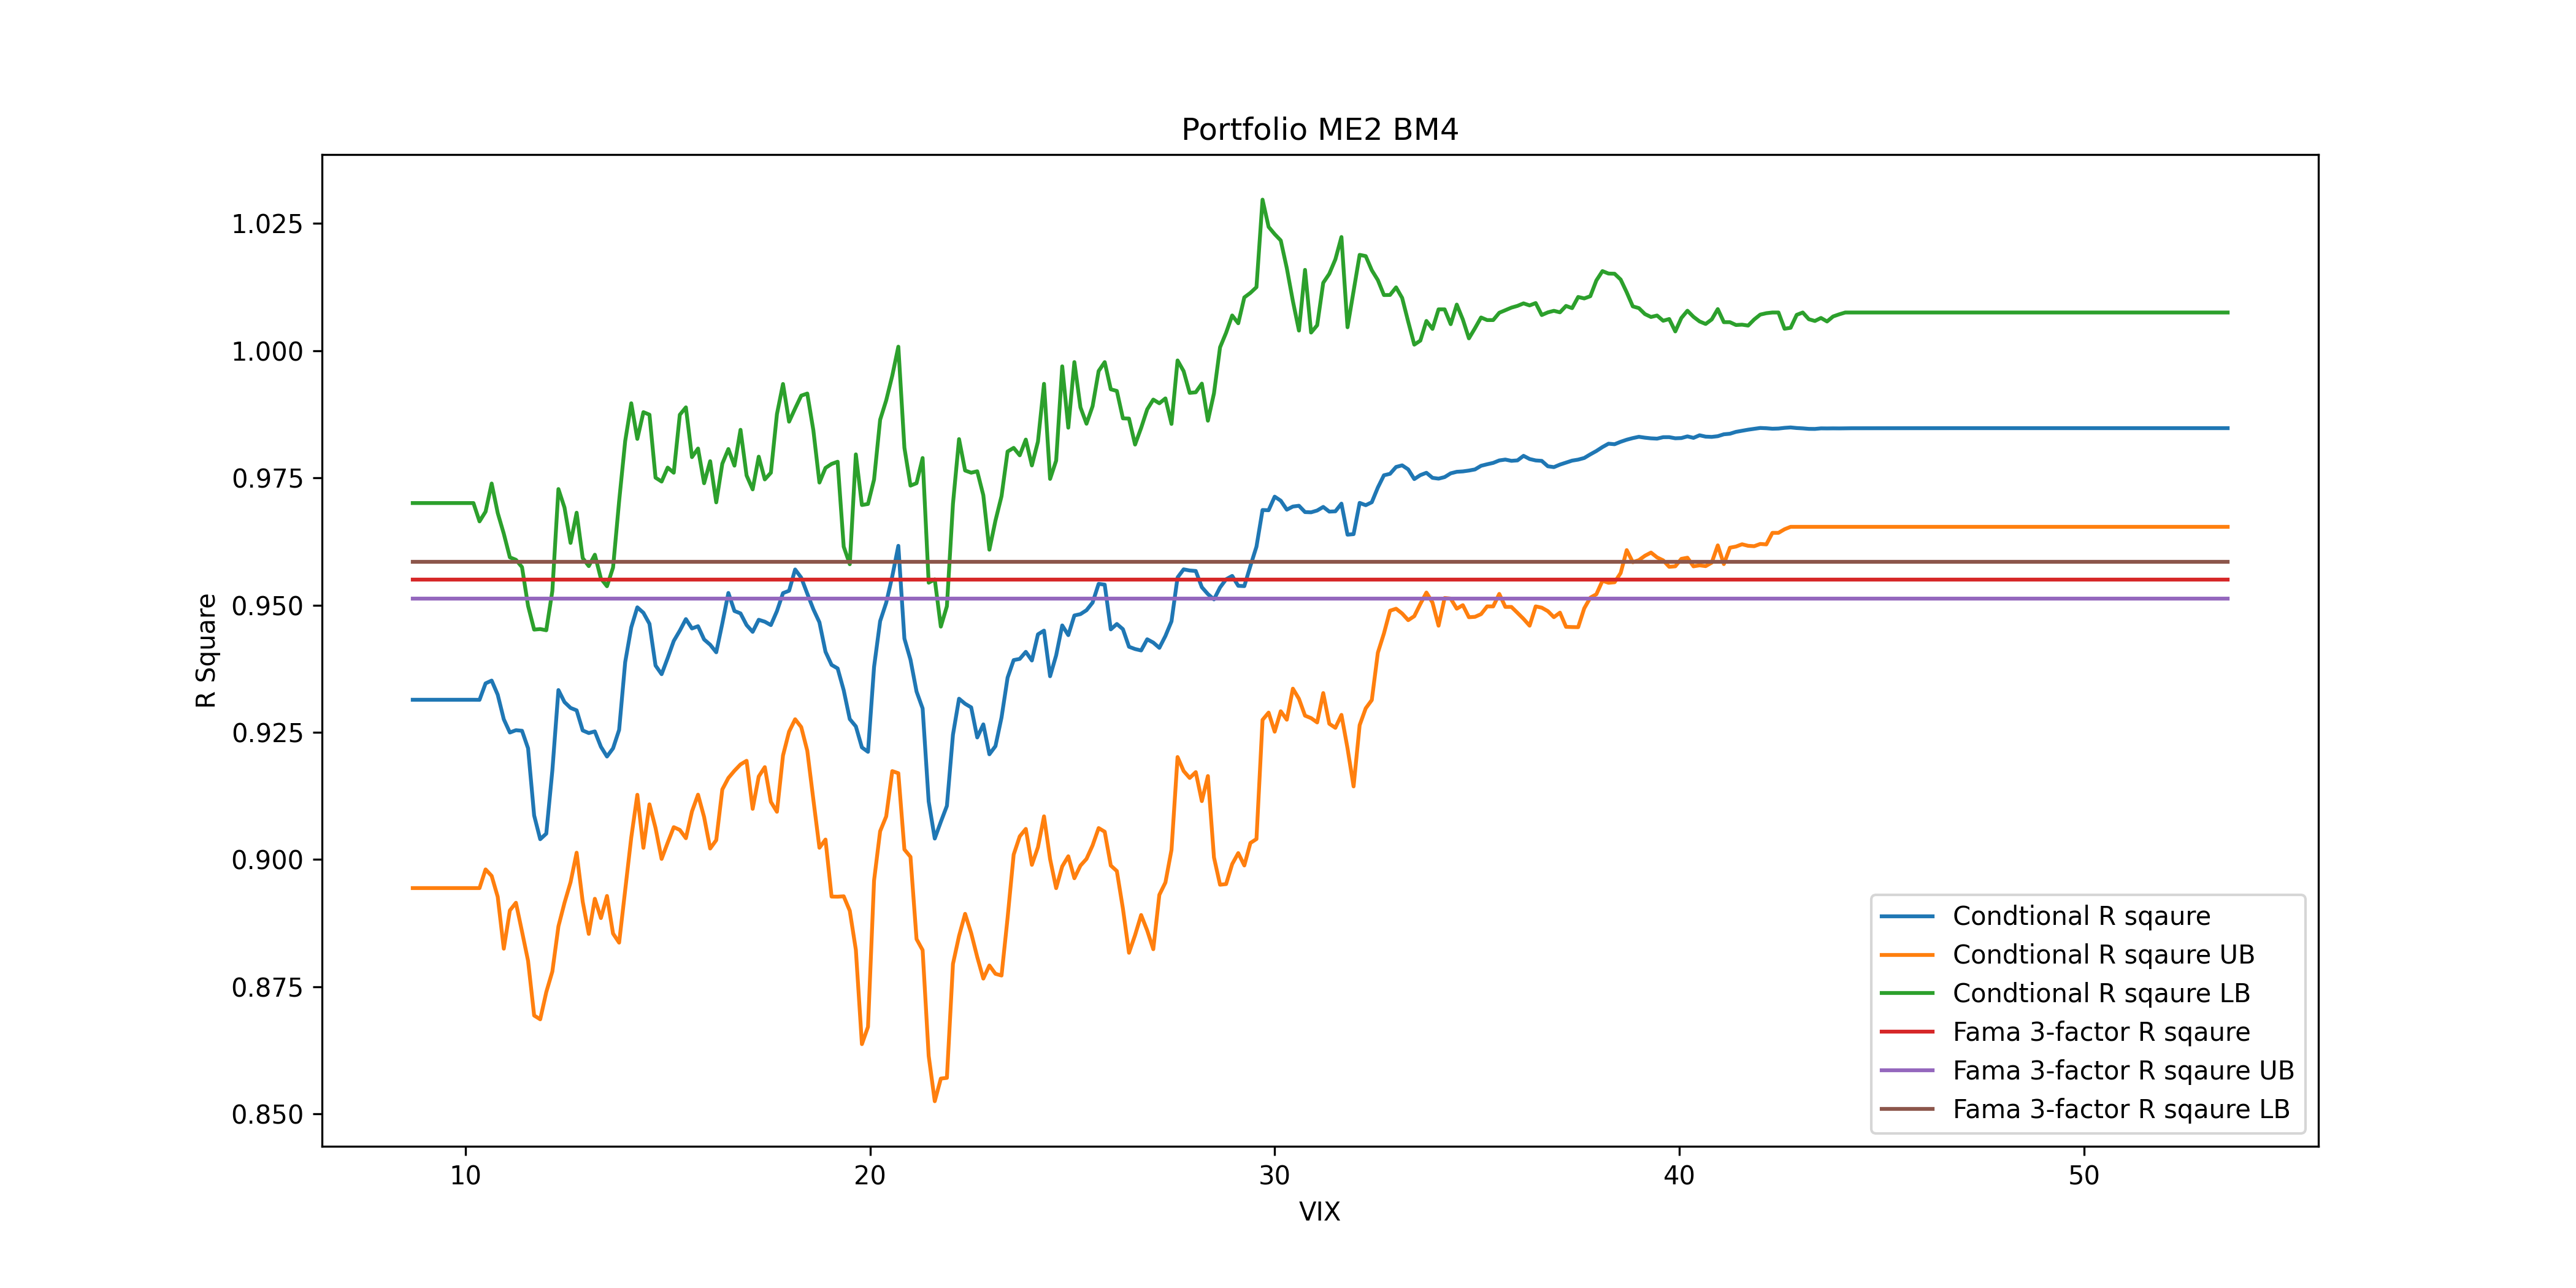 Portfolio ME2 BM4
1.025
1.000
0.975
0.950
0.925
0.900
0.875
0.850
R Square
10 20 30 40 50
VIX
Condtional R sqaure
Condtional R sqaure UB
Condtional R sqaure LB
Fama 3-factor R sqaure
Fama 3-factor R sqaure UB
Fama 3-factor R sqaure LB